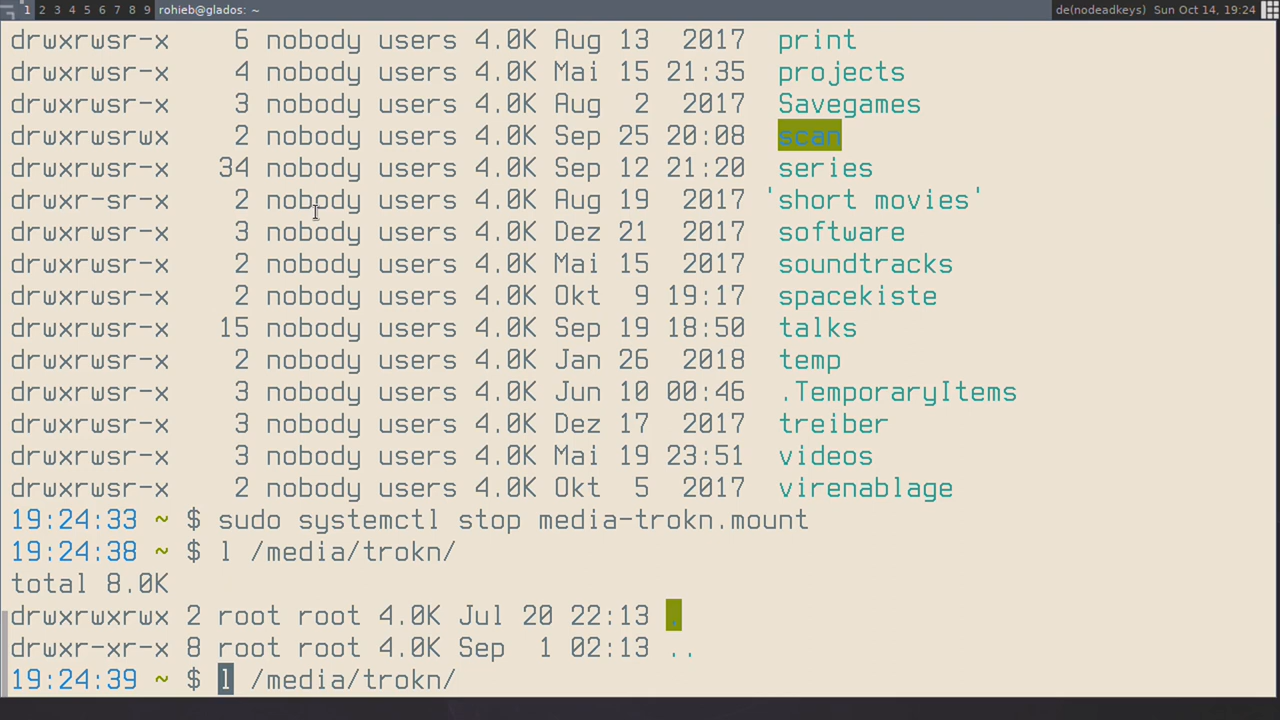 1 2 3 4 5 6 7 8 9 rohieb@glados: ~ de(nodeadkeys) Sun Oct 14, 19:24
drwxrwsr-x 6 nobody users 4.0K Aug 13 2017 print
drwxrwsr-x 4 nobody users 4.0K Mai 15 21:35 projects
drwxrwsr-x 3 nobody users 4.0K Aug 2 2017 Savegames
drwxrwsrwx 2 nobody users 4.0K Sep 25 20:08 scan
drwxrwsr-x 34 nobody users 4.0K Sep 12 21:20 series
drwxr-sr-x 2 nobody users 4.0K Aug 19 2017 'short movies'
drwxrwsr-x 3 nobody users 4.0K Dez 21 2017 software
drwxrwsr-x 2 nobody users 4.0K Mai 15 2017 soundtracks
drwxrwsr-x 2 nobody users 4.0K Okt 9 19:17 spacekiste
drwxrwsr-x 15 nobody users 4.0K Sep 19 18:50 talks
drwxrwsr-x 2 nobody users 4.0K Jan 26 2018 temp
drwxrwsr-x 3 nobody users 4.0K Jun 10 00:46 .TemporaryItems
drwxrwsr-x 3 nobody users 4.0K Dez 17 2017 treiber
drwxrwsr-x 3 nobody users 4.0K Mai 19 23:51 videos
drwxrwsr-x 2 nobody users 4.0K Okt 5 2017 virenablage
19:24:33 ~ $ sudo systemctl stop media-trokn.mount
19:24:38 ~ $ l /media/trokn/
total 8.0K
drwxrwxrwx 2 root root 4.0K Jul 20 22:13 .
drwxr-xr-x 8 root root 4.0K Sep 1 02:13 ..
19:24:39 ~ $ l /media/trokn/